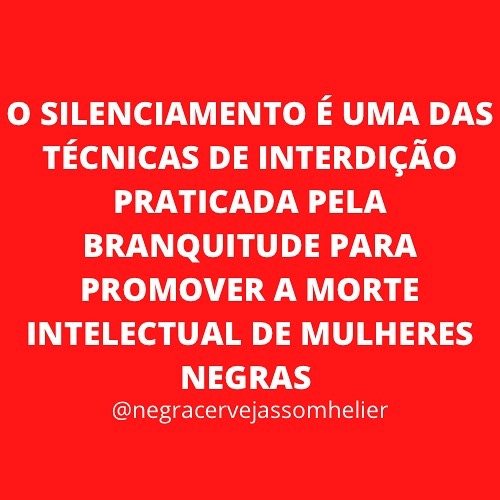 O SILENCIAMENTO É UMA DAS
TÉCNICAS DE INTERDIÇÃO
PRATICADA PELA
BRANQUITUDE PARA
PROMOVER A MORTE
INTELECTUAL DE MULHERES
NEGRAS
@negracervejassomhelier